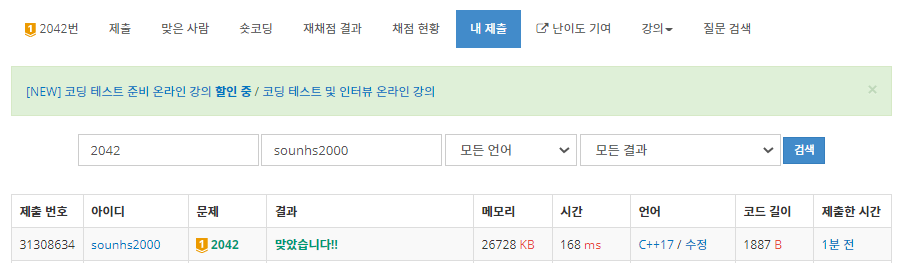 1 2042번 제출 맞은 사람 숏코딩 재채점 결과 채점 현황 내 제출 난이도 기여 강의 질문 검색
[NEW] 코딩 테스트 준비 온라인 강의 할인 중 / 코딩 테스트 및 인터뷰 온라인 강의 ×
2042 sounhs2000 모든 언어 모든 결과 검색
제출 번호 아이디 문제 결과 메모리 시간 언어 코드 길이 제출한 시간
31308634 sounhs2000 1 2042 맞았습니다!! 26728 KB 168 ms C++17 / 수정 1887 B 1분 전